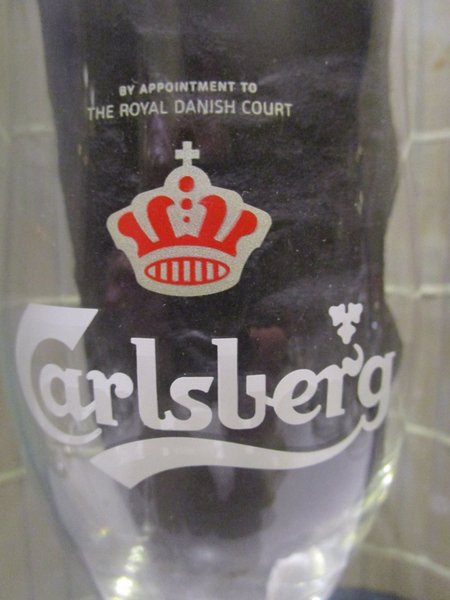 BY APPOINTMENT TO
THE ROYAL DANISH COURT
Carlsberg